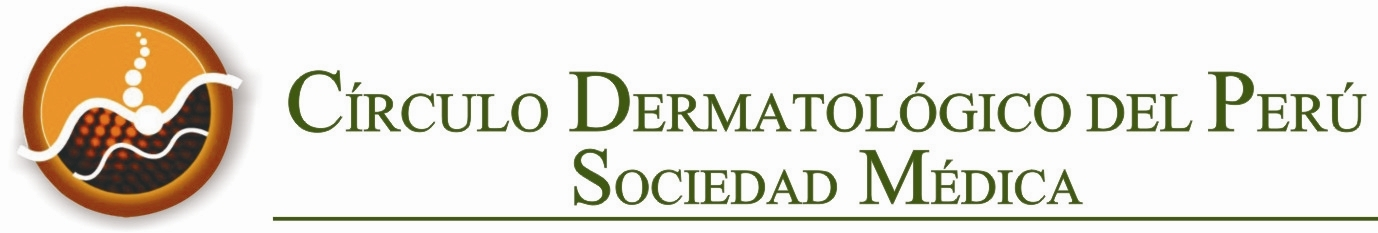 CÍRCULO DERMATOLÓGICO DEL PERÚ
SOCIEDAD MÉDICA